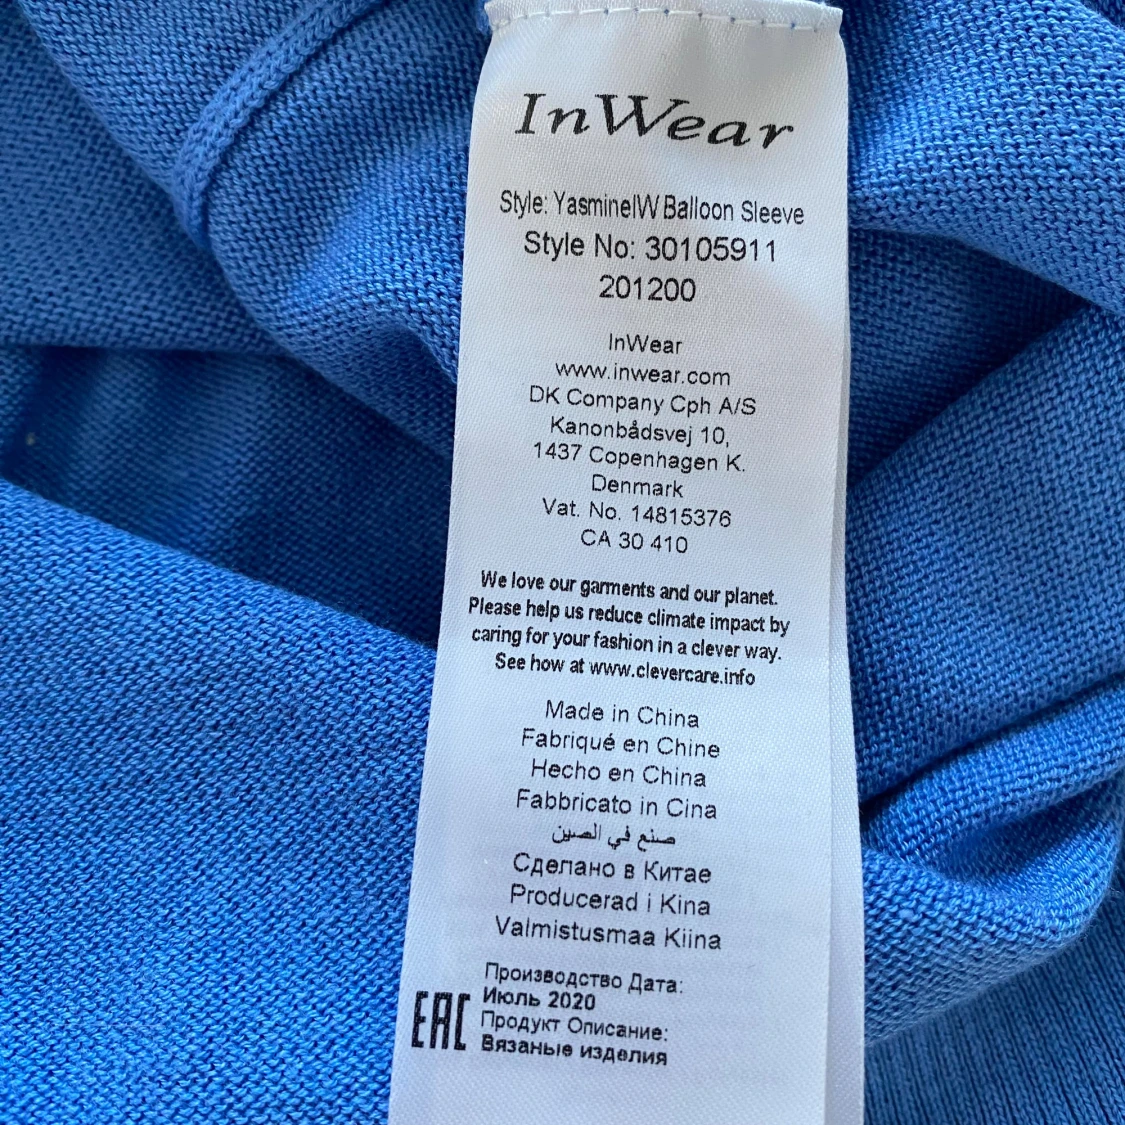 InWear
Style: YasmineIW Balloon Sleeve
Style No: 30105911
201200
InWear
www.inwear.com
DK Company Cph A/S
Kanonbådsvej 10,
1437 Copenhagen K.
Denmark
Vat. No. 14815376
CA 30 410
We love our garments and our planet.
Please help us reduce climate impact by
caring for your fashion in a clever way.
See how at www.clevercare.info
Made in China
Fabriqué en Chine
Hecho en China
Fabbricato in Cina
صنع في الصين
Сделано в Китае
Producerad i Kina
Valmistusmaa Kiina
Производство Дата:
Июль 2020
EAC
Продукт Описание:
Вязаные изделия